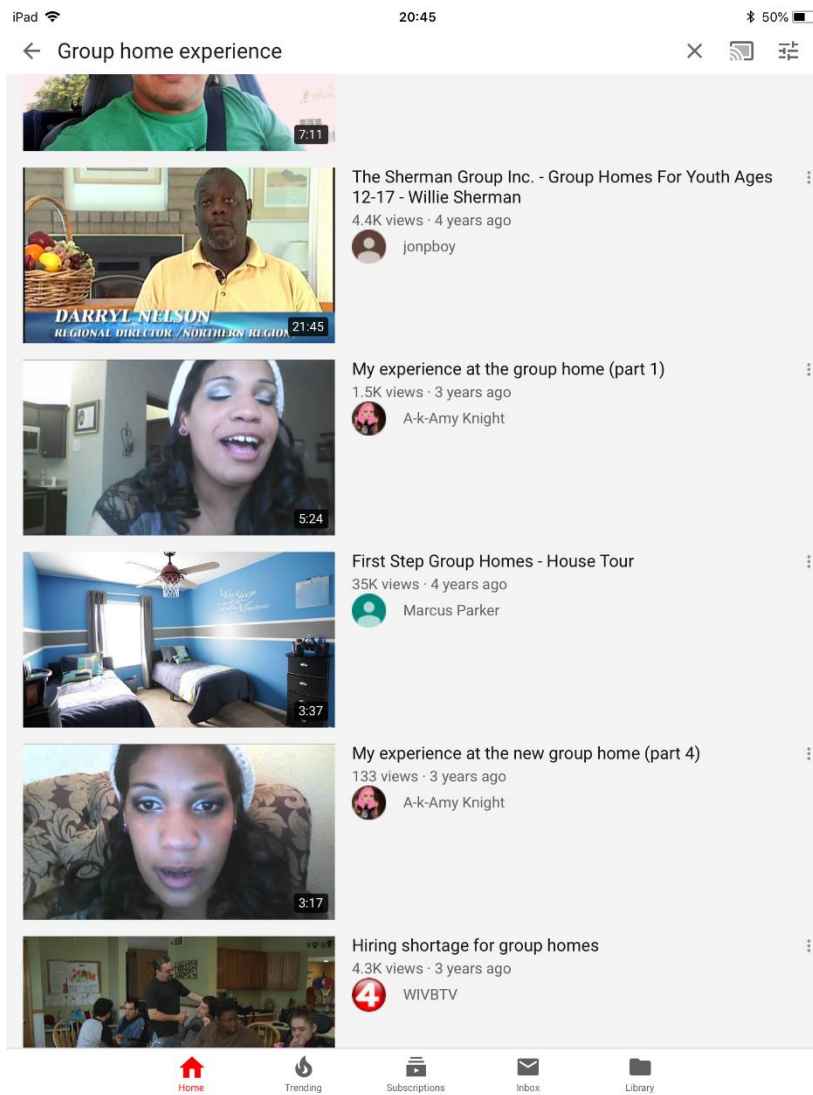 iPad 20:45 50%
Group home experience
7:11
The Sherman Group Inc. - Group Homes For Youth Ages
12-17 - Willie Sherman
4.4K views · 4 years ago
jonpboy
DARRYL NELSON
REGIONAL DIRECTOR / NORTHERN REGION
21:45
My experience at the group home (part 1)
1.5K views · 3 years ago
A-k-Amy Knight
5:24
First Step Group Homes - House Tour
35K views · 4 years ago
Marcus Parker
3:37
My experience at the new group home (part 4)
133 views · 3 years ago
A-k-Amy Knight
3:17
Hiring shortage for group homes
4.3K views · 3 years ago
4
WIVBTV
Home Trending Subscriptions Inbox Library